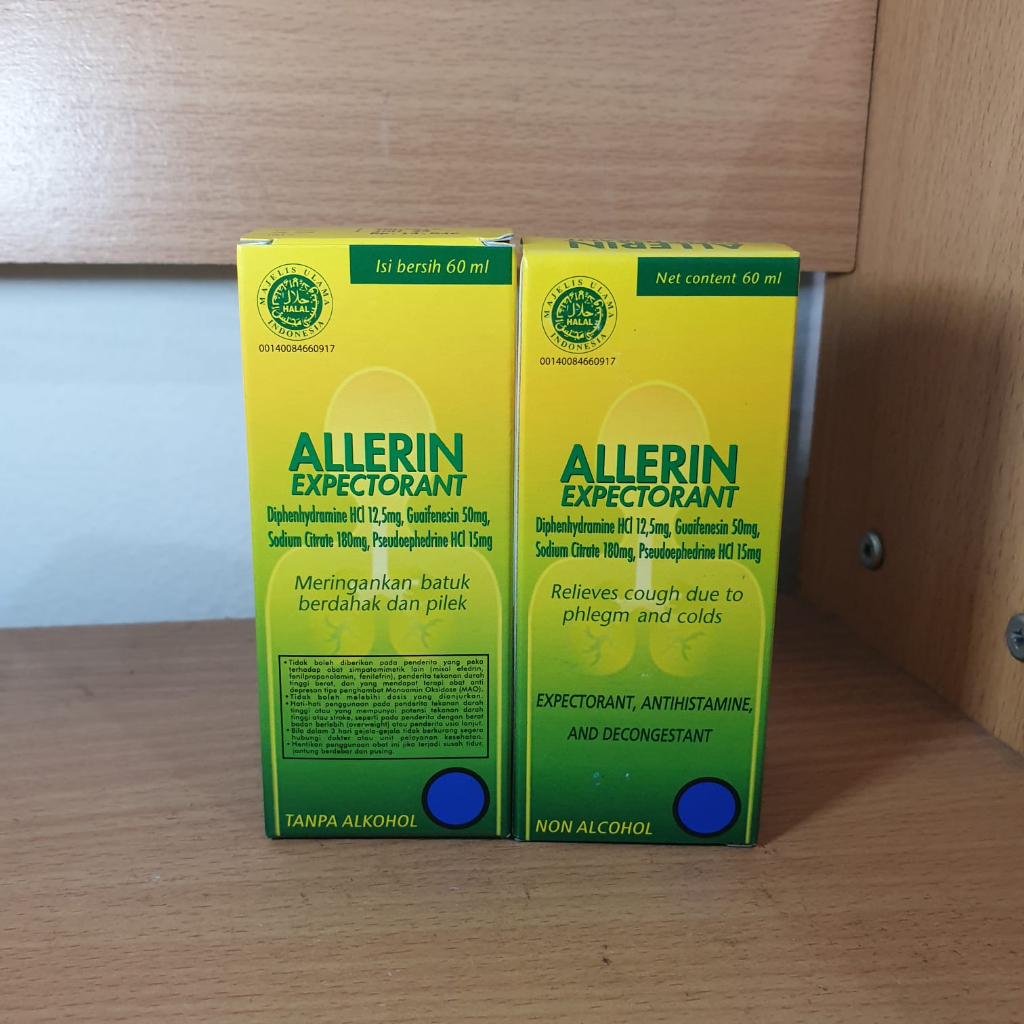 Isi bersih 60 ml
MAJELIS ULAMA
حلال
HALAL
INDONESIA
00140084660917
ALLERIN
EXPECTORANT
Diphenhydramine HCl 12,5mg, Guaifenesin 50mg,
Sodium Citrate 180mg, Pseudoephedrine HCl 15mg
Meringankan batuk
berdahak dan pilek
• Tidak boleh diberikan pada penderita yang peka
terhadap obat simpatomimetik lain (misal efedrin,
fenilpropanolamin, fenilefrin), penderita tekanan darah
tinggi berat, dan yang mendapat terapi obat anti
depresan tipe penghambat Monoamin Oksidase (MAO).
• Tidak boleh melebihi dosis yang dianjurkan.
• Hati-hati penggunaan pada penderita tekanan darah
tinggi atau yang mempunyai potensi tekanan darah
tinggi atau stroke, seperti pada penderita dengan berat
badan berlebih (overweight) atau penderita usia lanjut.
• Bila dalam 3 hari gejala-gejala tidak berkurang segera
hubungi dokter atau unit pelayanan kesehatan.
• Hentikan penggunaan obat ini jika terjadi susah tidur,
jantung berdebar dan pusing.
TANPA ALKOHOL
ALLERIN
Net content 60 ml
MAJELIS ULAMA
حلال
HALAL
INDONESIA
00140084660917
ALLERIN
EXPECTORANT
Diphenhydramine HCl 12,5mg, Guaifenesin 50mg,
Sodium Citrate 180mg, Pseudoephedrine HCl 15mg
Relieves cough due to
phlegm and colds
EXPECTORANT, ANTIHISTAMINE,
AND DECONGESTANT
NON ALCOHOL